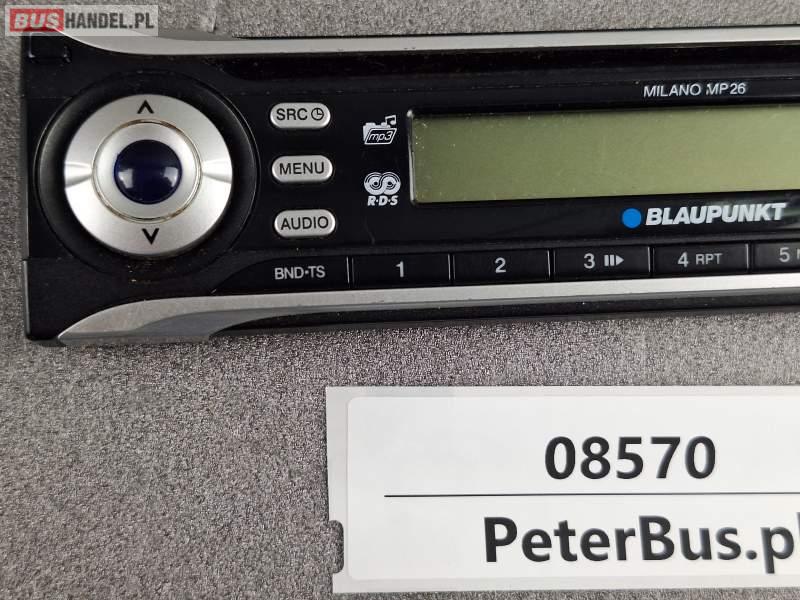 BUSHANDEL.PL
MILANO MP26
SRC
mp3
MENU
R·D·S
AUDIO
BLAUPUNKT
BND·TS 1 2 3 4 RPT 5
08570
PeterBus.pl